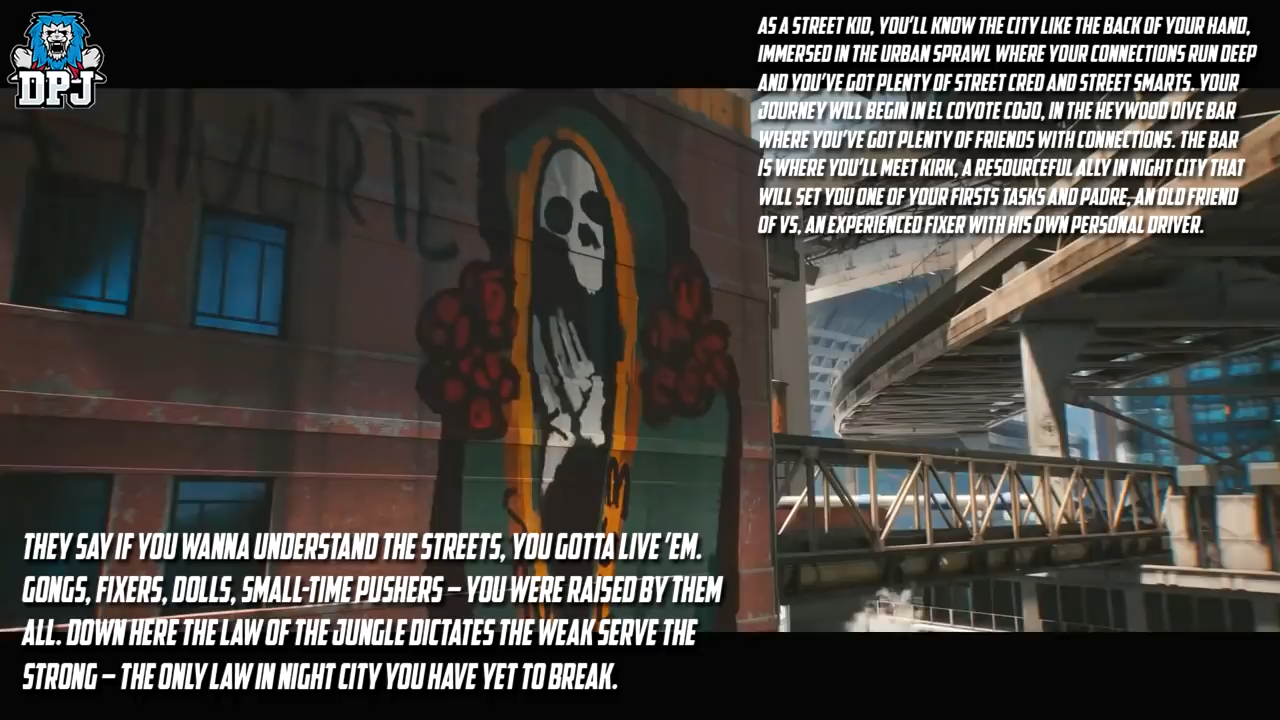 DPJ
AS A STREET KID, YOU'LL KNOW THE CITY LIKE THE BACK OF YOUR HAND,
IMMERSED IN THE URBAN SPRAWL WHERE YOUR CONNECTIONS RUN DEEP
AND YOU'VE GOT PLENTY OF STREET CRED AND STREET SMARTS. YOUR
JOURNEY WILL BEGIN IN EL COYOTE COJO, IN THE HEYWOOD DIVE BAR
WHERE YOU'VE GOT PLENTY OF FRIENDS WITH CONNECTIONS. THE BAR
IS WHERE YOU'LL MEET KIRK, A RESOURCEFUL ALLY IN NIGHT CITY THAT
WILL SET YOU ONE OF YOUR FIRSTS TASKS AND PADRE, AN OLD FRIEND
OF VS, AN EXPERIENCED FIXER WITH HIS OWN PERSONAL DRIVER.
THEY SAY IF YOU WANNA UNDERSTAND THE STREETS, YOU GOTTA LIVE 'EM.
GONGS, FIXERS, DOLLS, SMALL-TIME PUSHERS – YOU WERE RAISED BY THEM
ALL. DOWN HERE THE LAW OF THE JUNGLE DICTATES THE WEAK SERVE THE
STRONG – THE ONLY LAW IN NIGHT CITY YOU HAVE YET TO BREAK.